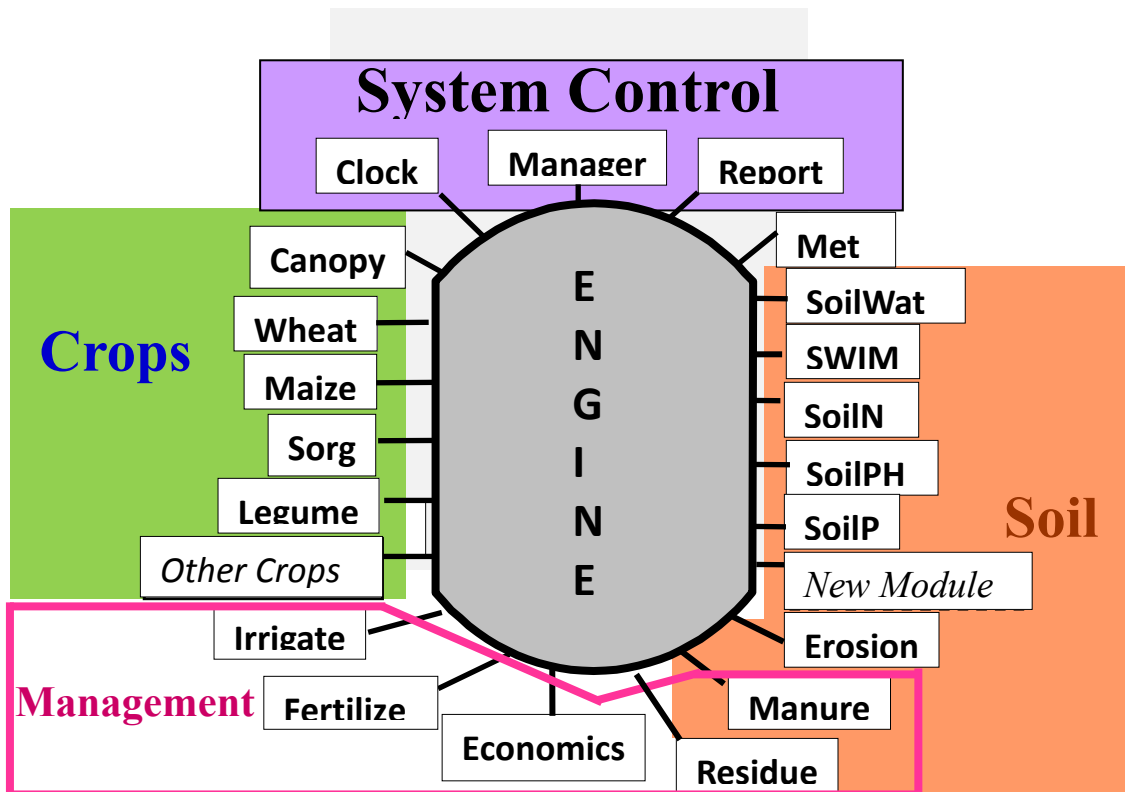 System Control
Clock
Manager
Report
Met
Canopy
Wheat
Maize
Sorg
Legume
Other Crops
Crops
E
N
G
I
N
E
SoilWat
SWIM
SoilN
SoilPH
SoilP
New Module
Erosion
Soil
Irrigate
Management
Fertilize
Economics
Manure
Residue